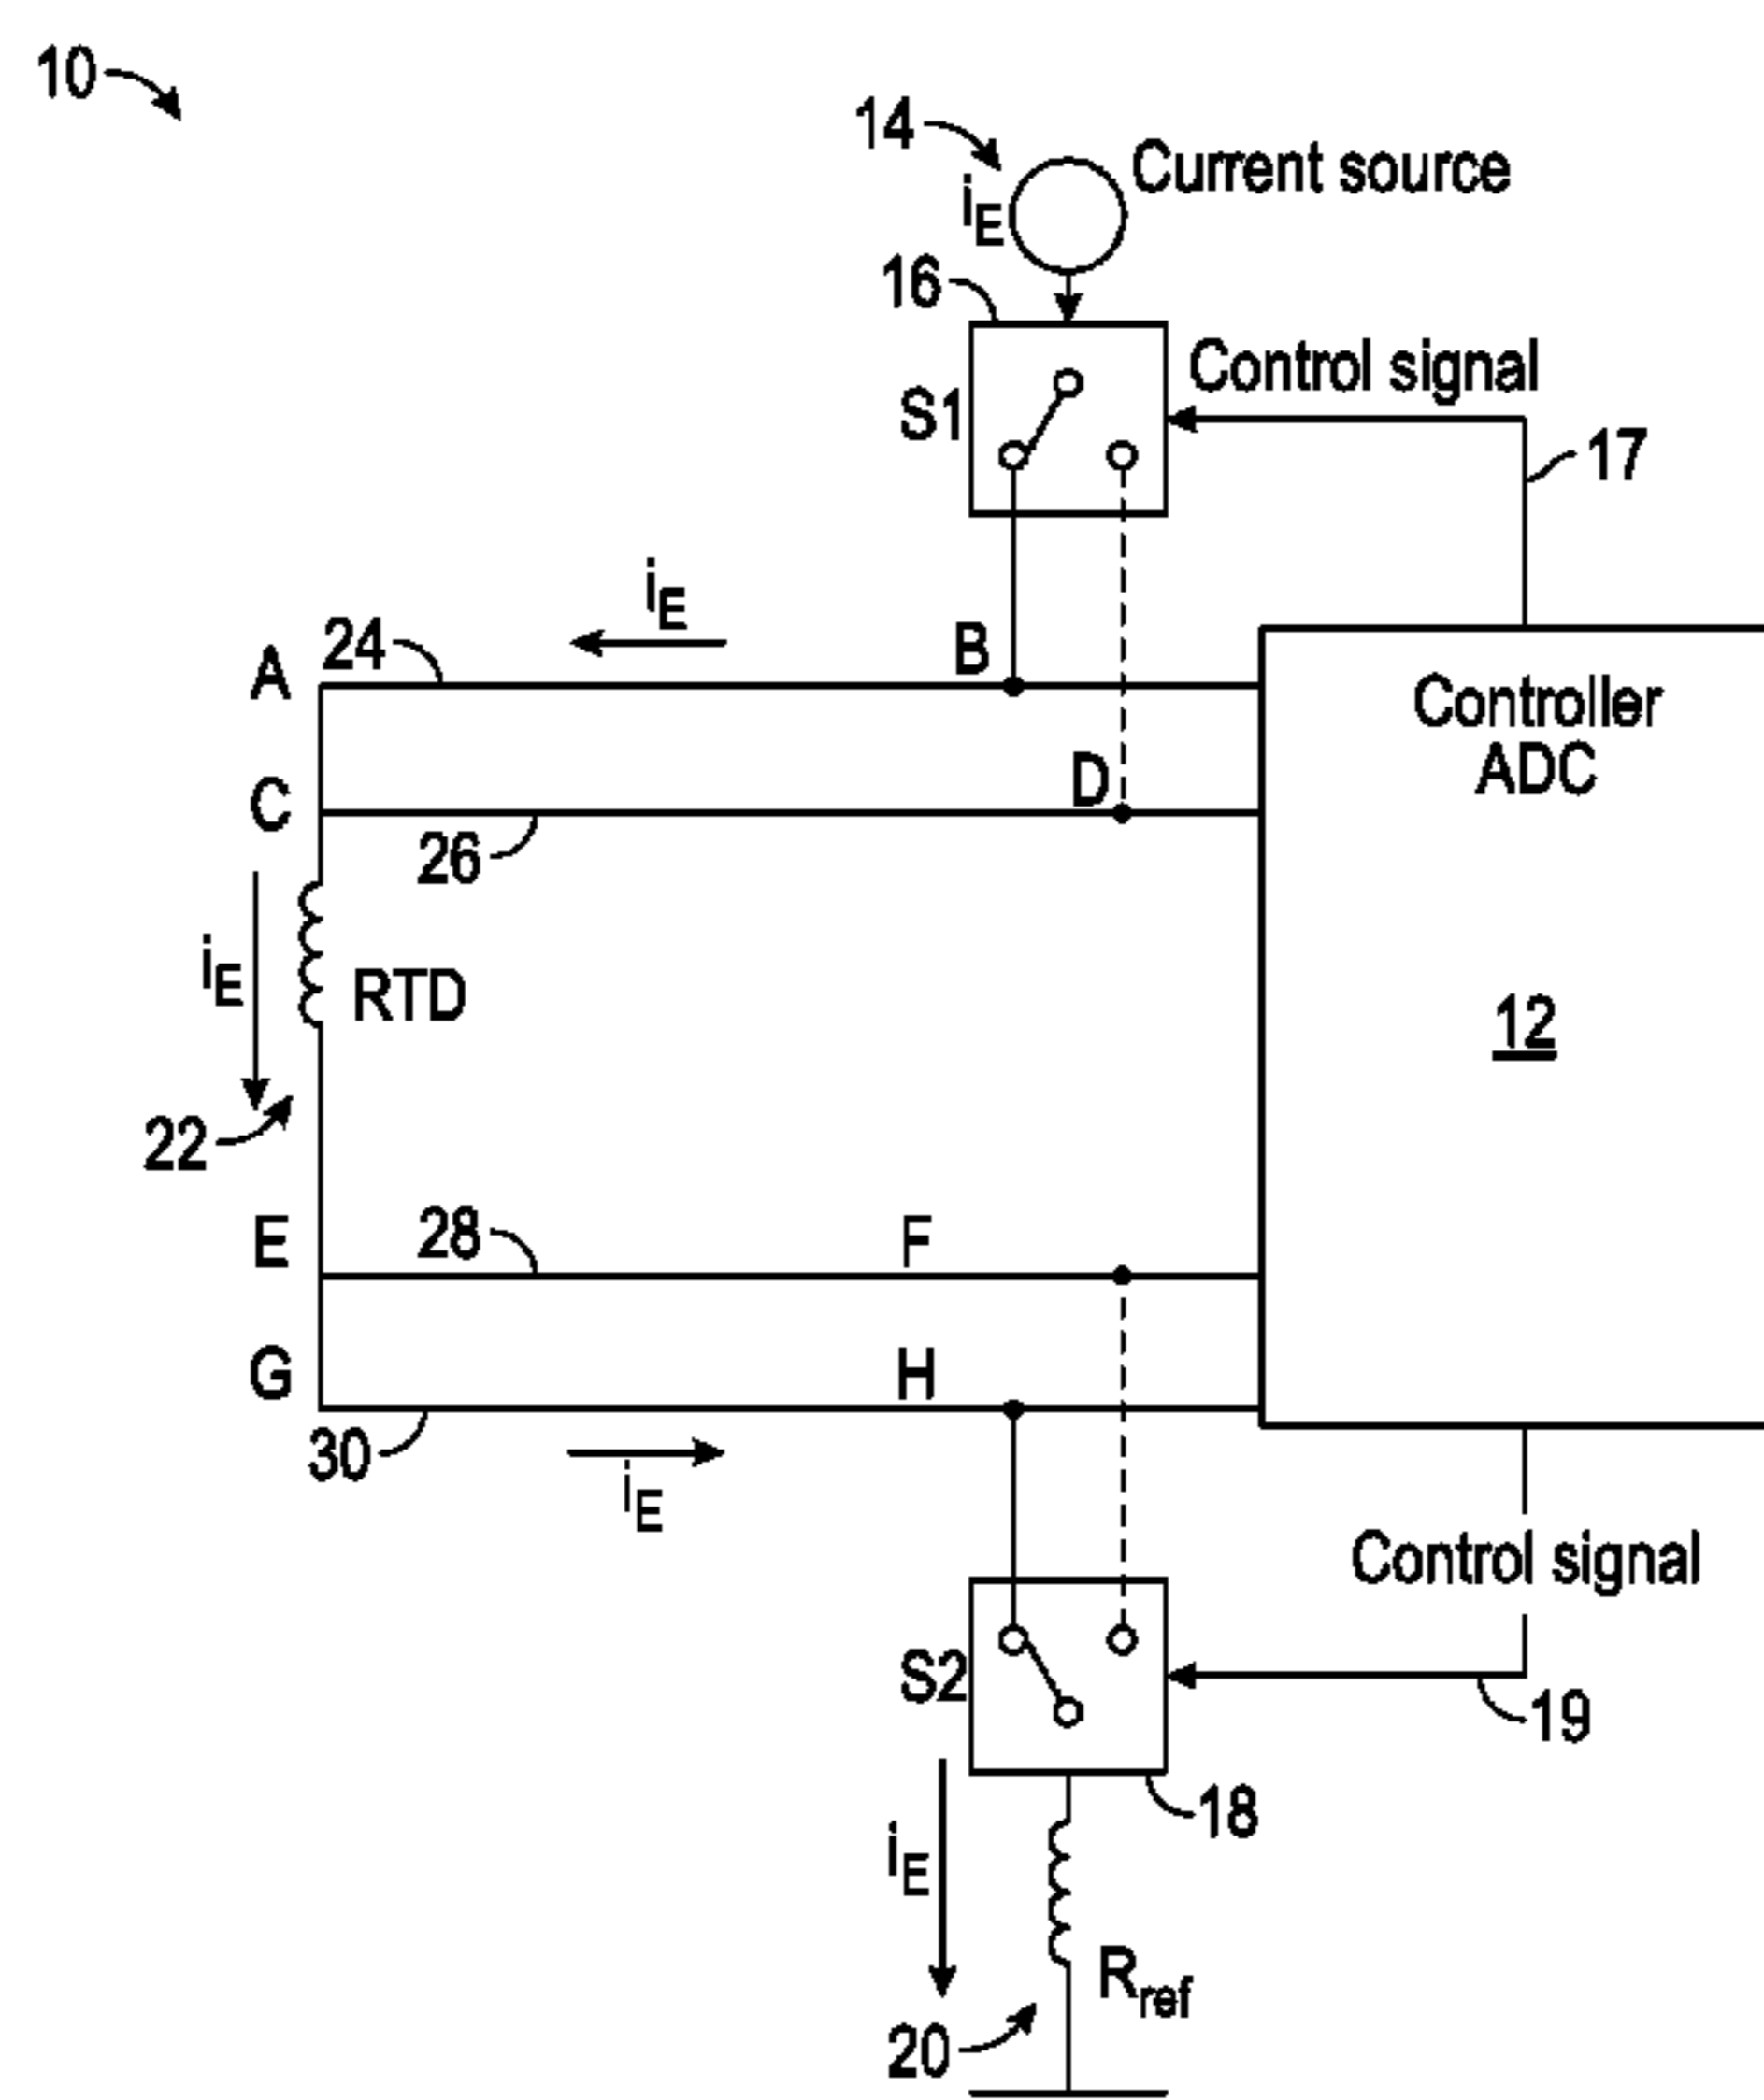 10
14
Current source
iE
16
S1
Control signal
17
iE
24
B
A
Controller
ADC
C
D
26
iE
RTD
12
22
E
28
F
G
H
30
iE
Control signal
S2
19
18
iE
Rref
20